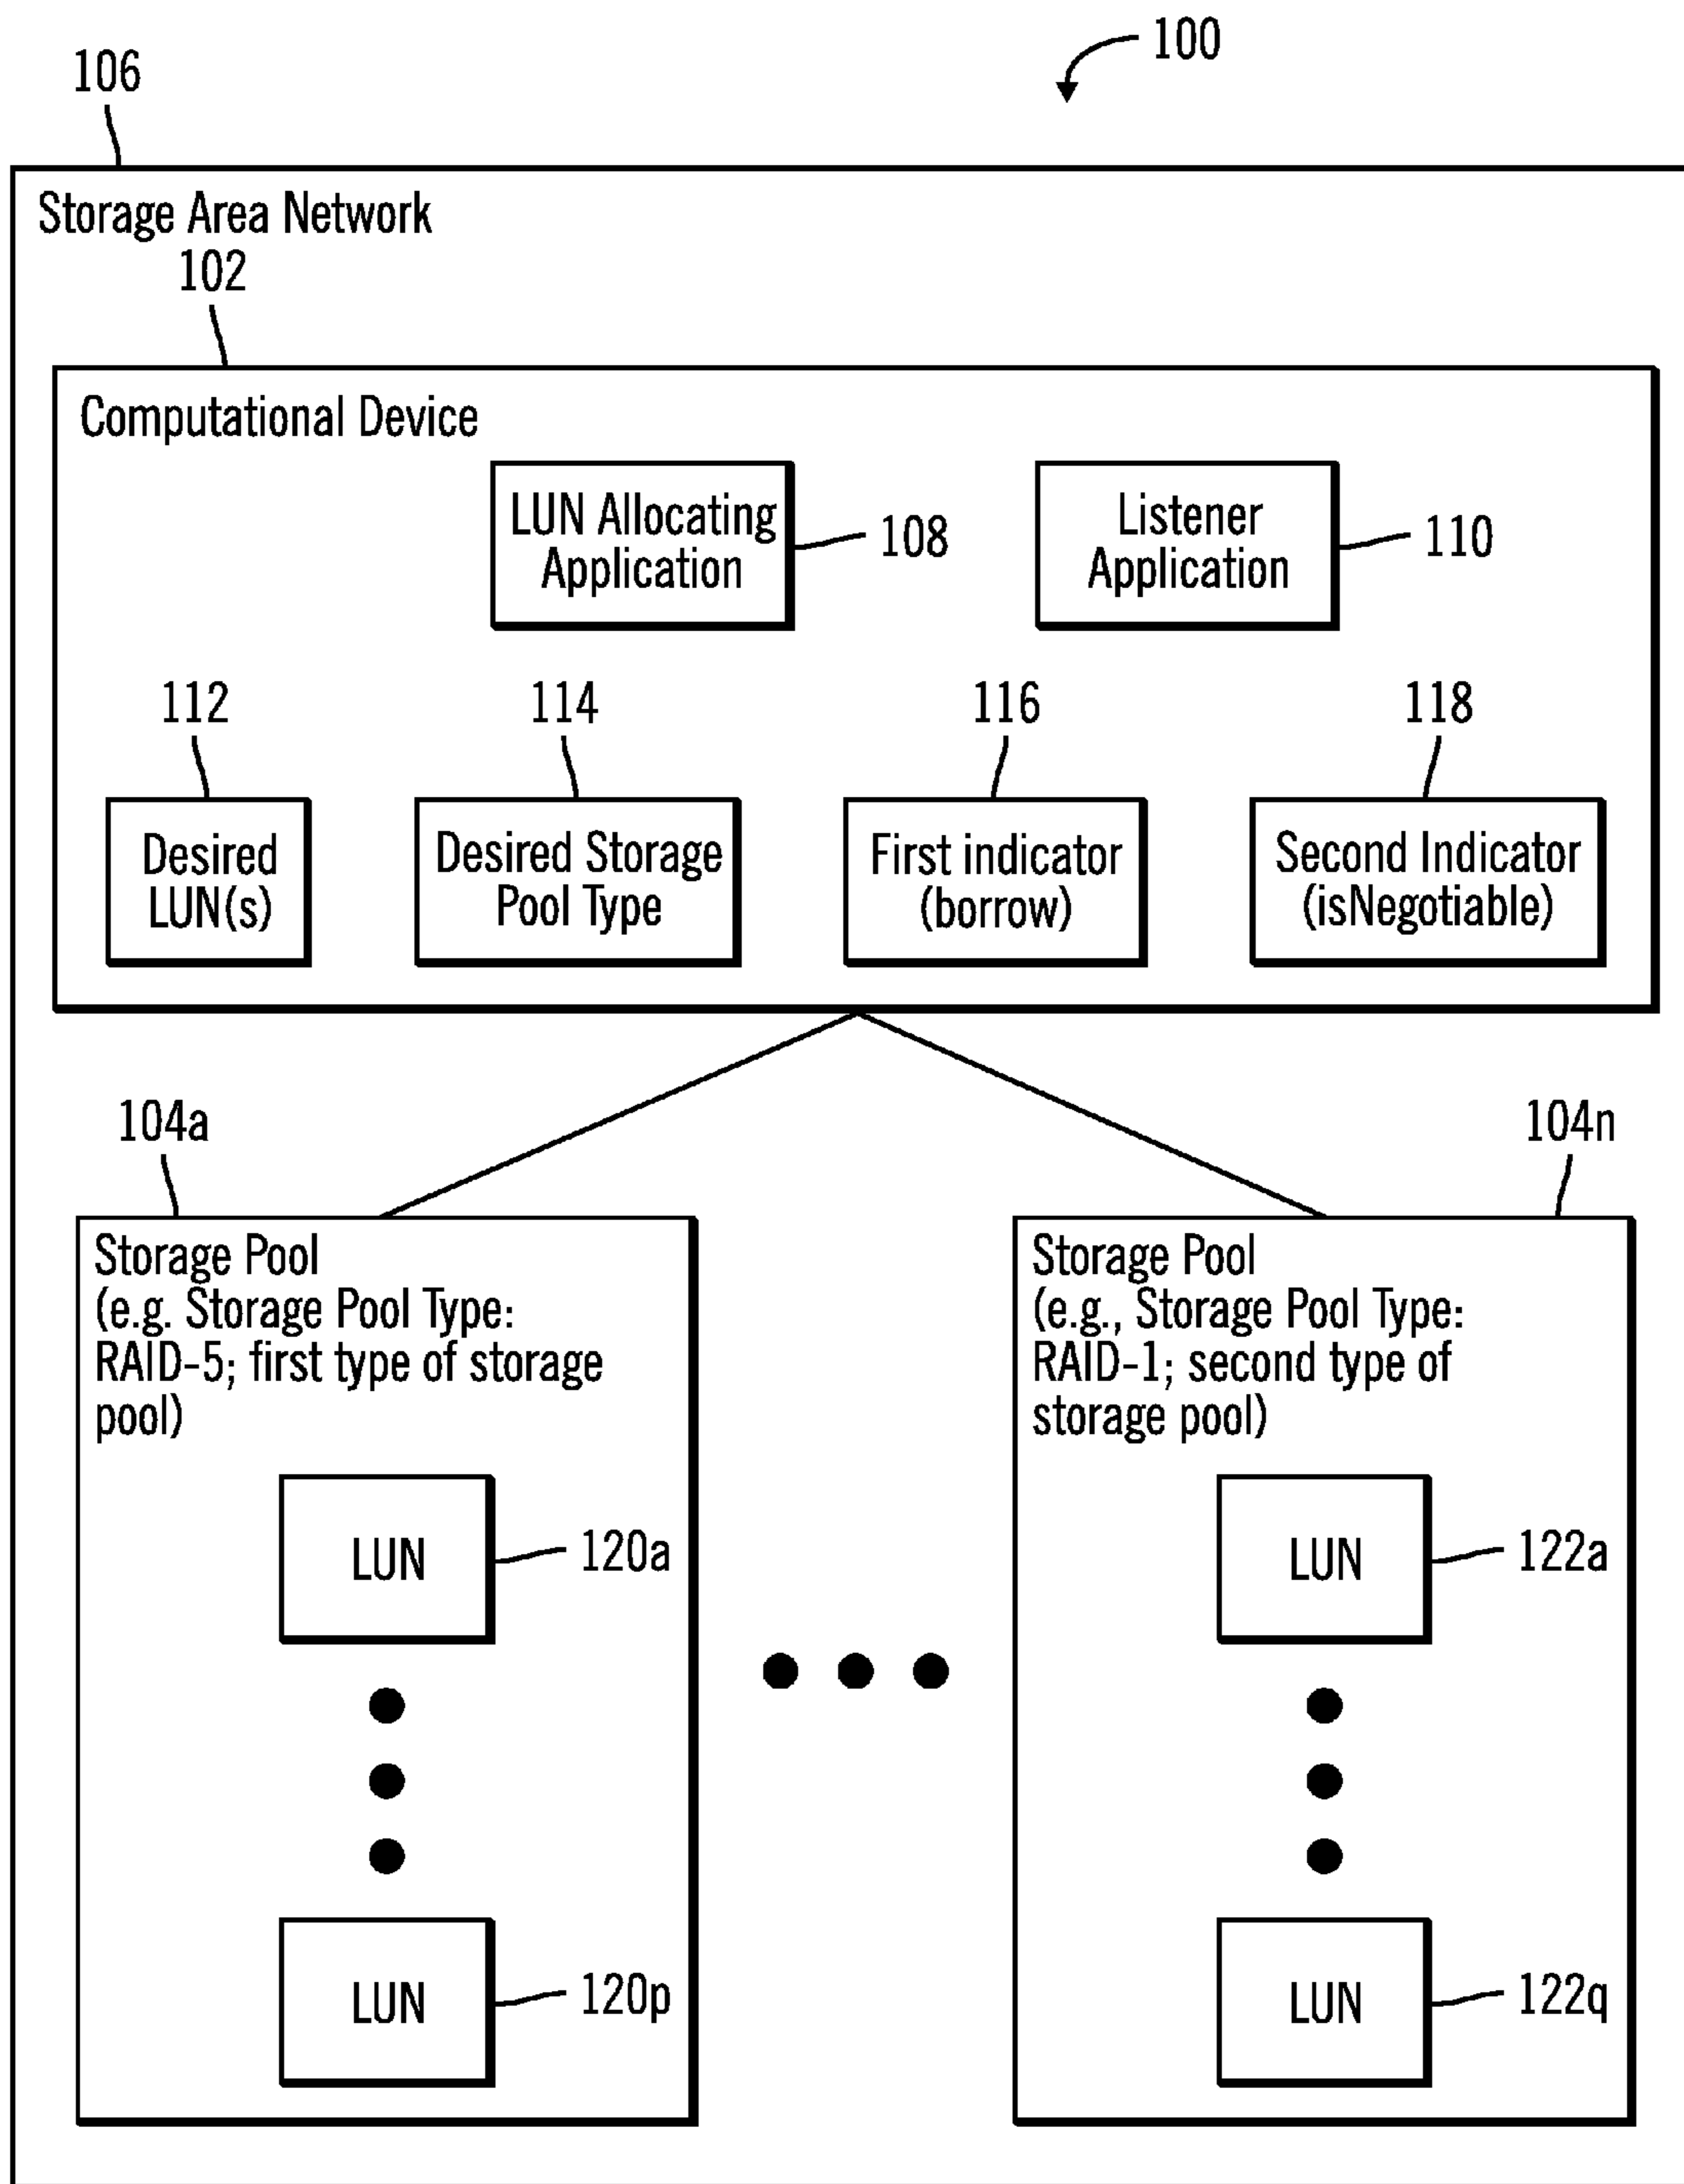 100
106
Storage Area Network
102
Computational Device
LUN Allocating
Application
108
Listener
Application
110
112
114
116
118
Desired
LUN(s)
Desired Storage
Pool Type
First indicator
(borrow)
Second Indicator
(isNegotiable)
104a
104n
Storage Pool
(e.g. Storage Pool Type:
RAID-5; first type of storage
pool)
Storage Pool
(e.g., Storage Pool Type:
RAID-1; second type of
storage pool)
LUN
120a
LUN
122a
LUN
120p
LUN
122q